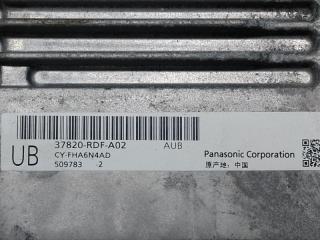 UB
37820-RDF-A02 AUB
CY-FHA6N4AD
509783 -2
Panasonic Corporation
原产地: 中国